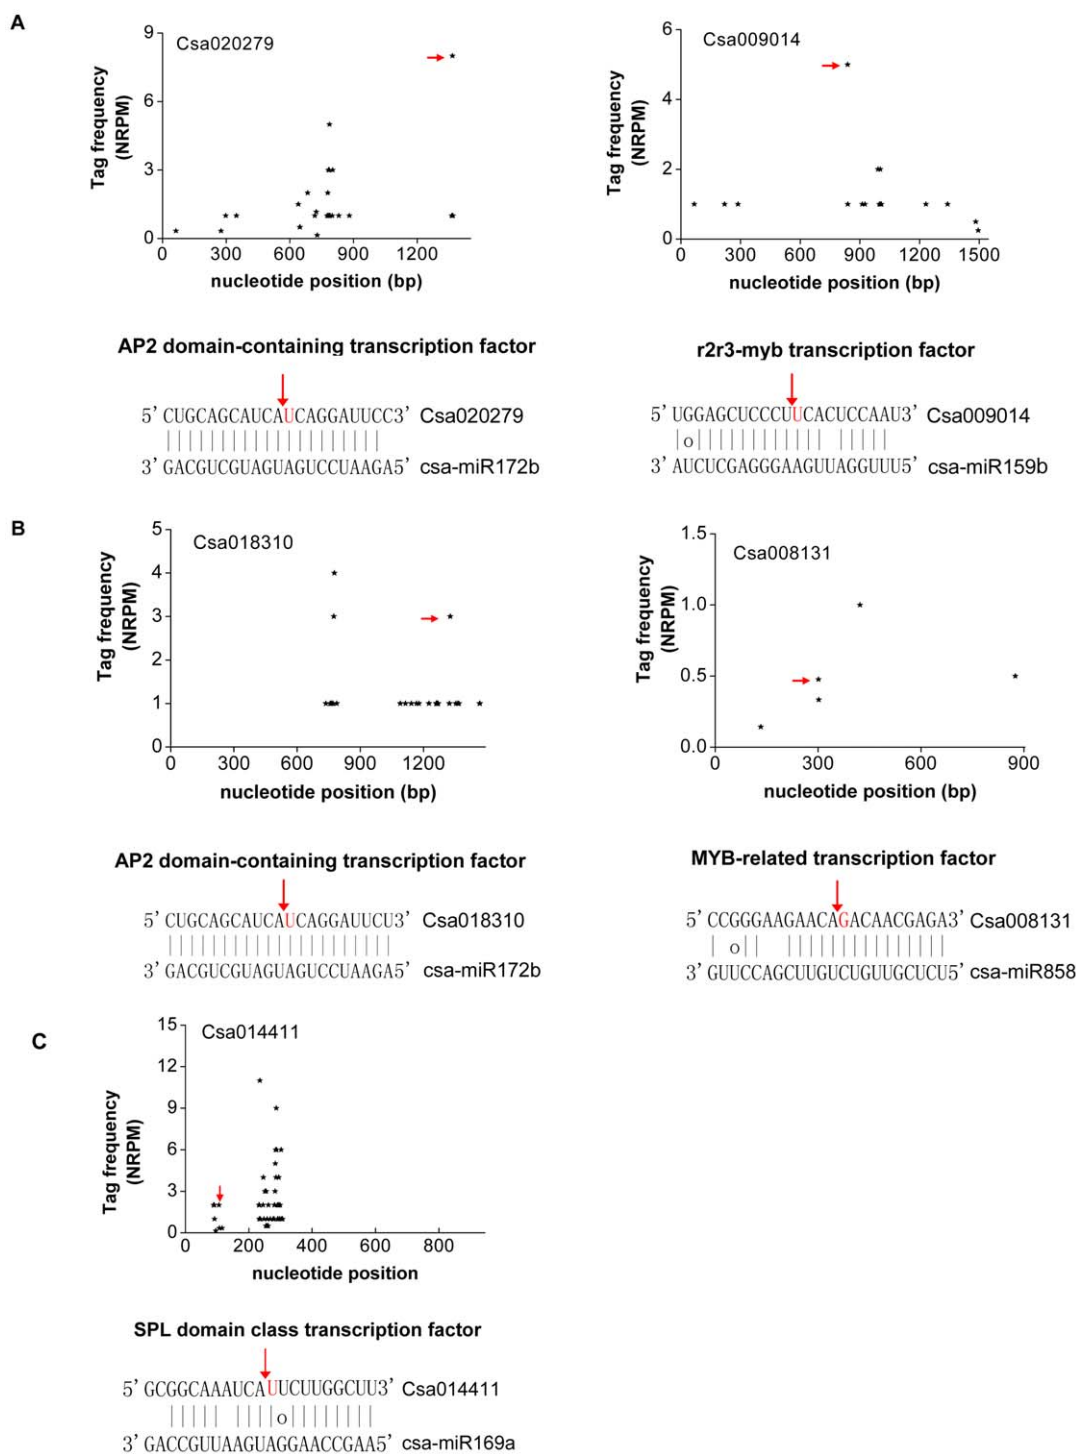 A
Csa020279
9
6
3
0
0 300 600 900 1200
Tag frequency
(NRPM)
nucleotide position (bp)
AP2 domain-containing transcription factor
5' CUGCAGCAUCAUCAGGAUUCC3' Csa020279
||||||||||||||||||||
3' GACGUCGUAGUAGUCCUAAGA5' csa-miR172b
Csa009014
6
4
2
0
0 300 600 900 1200 1500
Tag frequency
(NRPM)
nucleotide position (bp)
r2r3-myb transcription factor
5' UGGAGCUCCCUUCACUCCAAU3' Csa009014
|o|||||||||||| ||||||
3' AUCUCGAGGGAAGUUAGGUUU5' csa-miR159b
B
Csa018310
5
4
3
2
1
0
0 300 600 900 1200
Tag frequency
(NRPM)
nucleotide position (bp)
AP2 domain-containing transcription factor
5' CUGCAGCAUCAUCAGGAUUCU3' Csa018310
|||||||||||||||||||||
3' GACGUCGUAGUAGUCCUAAGA5' csa-miR172b
Csa008131
1.5
1.0
0.5
0.0
0 300 600 900
Tag frequency
(NRPM)
nucleotide position (bp)
MYB-related transcription factor
5' CCGGGAAGAACAGACAACGAGA3' Csa008131
| o|| |||||||||||||||
3' GUUCCAGCUUGUCUGUUGCUCU5' csa-miR858
C
Csa014411
15
12
9
6
3
0
0 200 400 600 800
Tag frequency
(NRPM)
nucleotide position
SPL domain class transcription factor
5' GCGGCAAAUCAUUCUUGGCUU3' Csa014411
||||| ||||o||||||||
3' GACCGUUAAGUAGGAACCGAA5' csa-miR169a